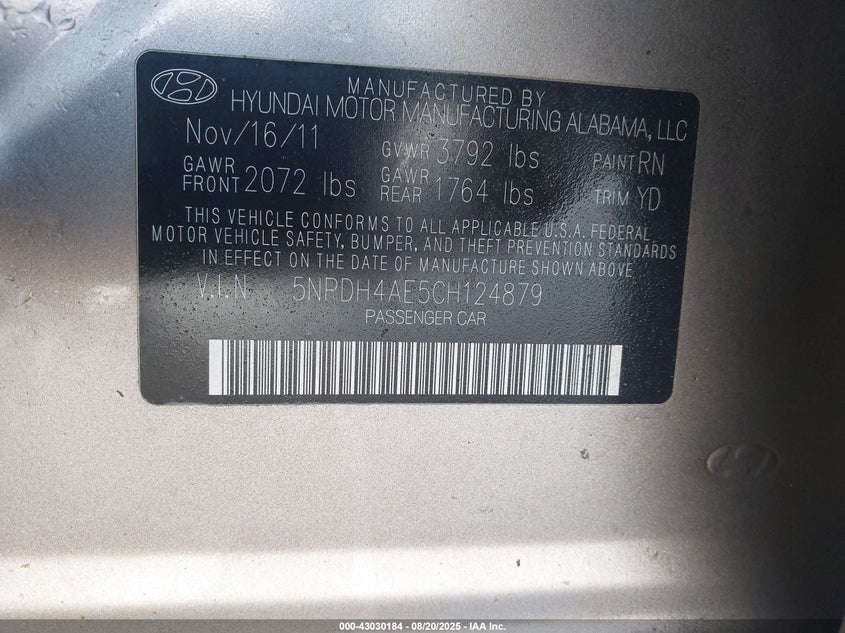 MANUFACTURED BY
HYUNDAI MOTOR MANUFACTURING ALABAMA, LLC
Nov/16/11 GVWR 3792 lbs PAINT RN
GAWR FRONT 2072 lbs GAWR REAR 1764 lbs TRIM YD
THIS VEHICLE CONFORMS TO ALL APPLICABLE U.S.A. FEDERAL
MOTOR VEHICLE SAFETY, BUMPER, AND THEFT PREVENTION STANDARDS
IN EFFECT ON THE DATE OF MANUFACTURE SHOWN ABOVE
V.I.N 5NPDH4AE5CH124879
PASSENGER CAR
000-43030184 - 08/20/2025 - IAA Inc.